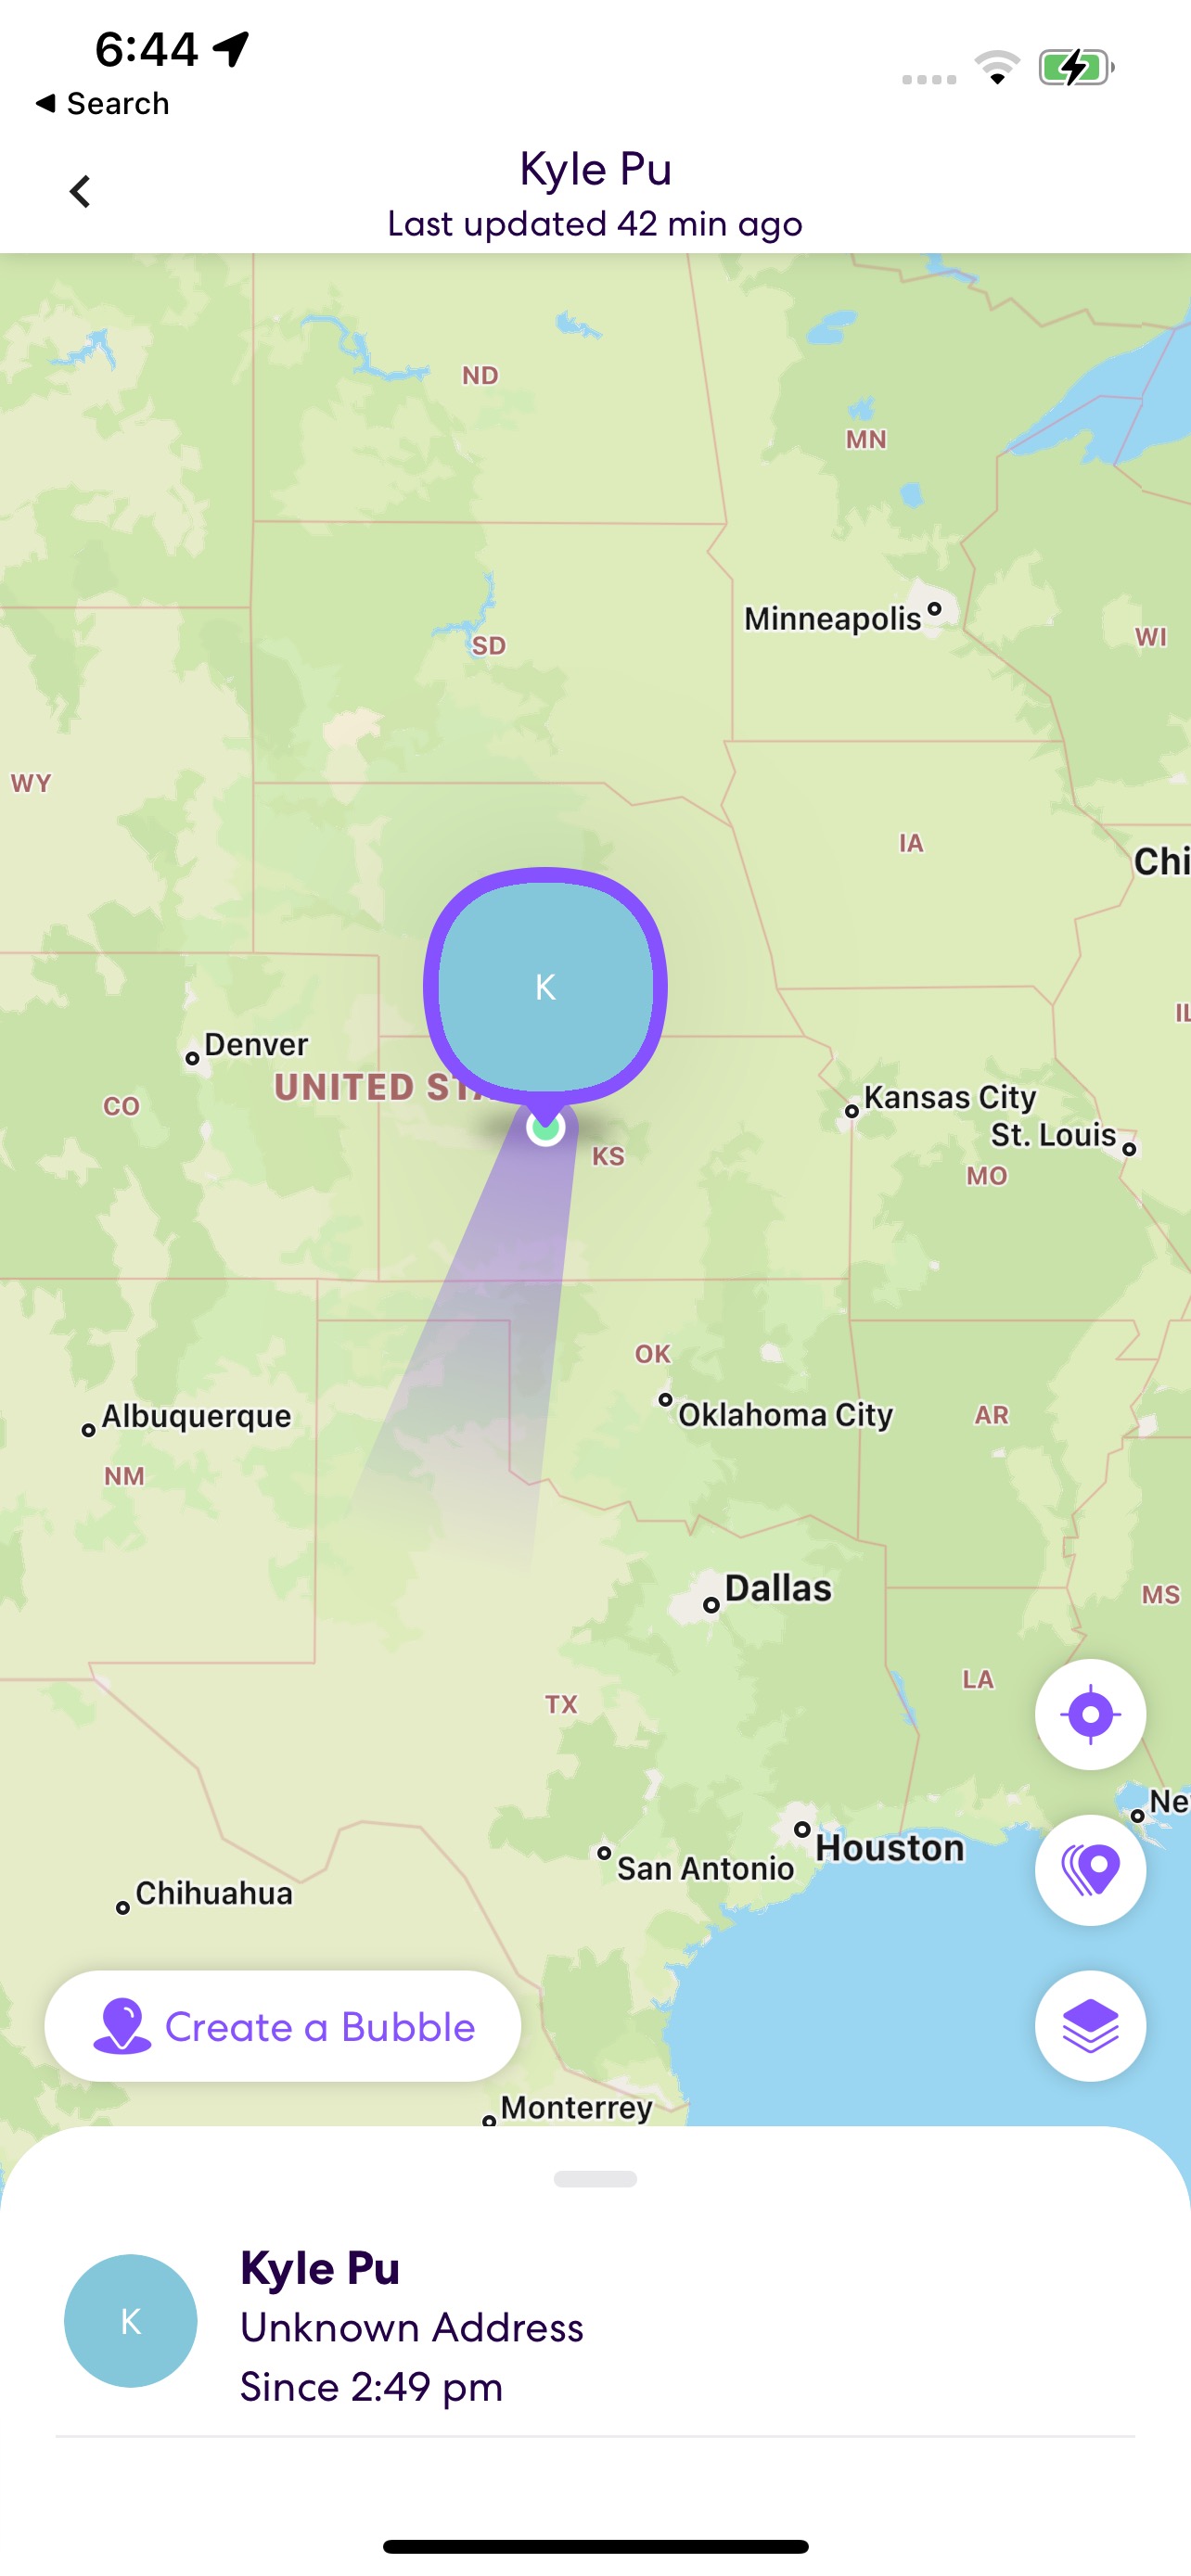 6:44
Search
Kyle Pu
Last updated 42 min ago
ND
MN
Minneapolis
SD
WI
WY
IA
Chi
K
IL
Denver
UNITED STA
CO
Kansas City
St. Louis
KS
MO
OK
Oklahoma City
Albuquerque
AR
NM
Dallas
MS
LA
TX
Ne
Houston
San Antonio
Chihuahua
Create a Bubble
Monterrey
K
Kyle Pu
Unknown Address
Since 2:49 pm